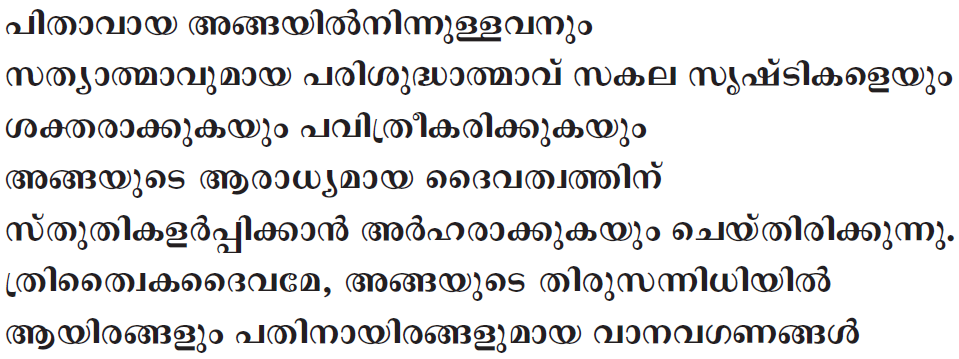 പിതാവായ അങ്ങയിൽനിന്നുള്ളവനും
സത്യാത്മാവുമായ പരിശുദ്ധാത്മാവ് സകല സൃഷ്ടികളെയും
ശക്തരാക്കുകയും പവിത്രീകരിക്കുകയും
അങ്ങയുടെ ആരാധ്യമായ ദൈവത്വത്തിന്
സ്തുതികളർപ്പിക്കാൻ അർഹരാക്കുകയും ചെയ്തിരിക്കുന്നു.
ത്രിത്വൈകദൈവമേ, അങ്ങയുടെ തിരുസന്നിധിയിൽ
ആയിരങ്ങളും പതിനായിരങ്ങളുമായ വാനവഗണങ്ങൾ